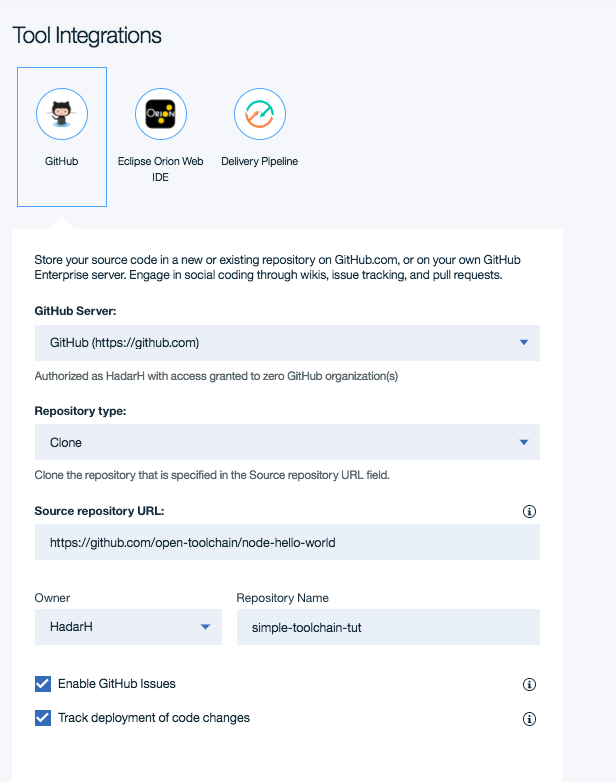 Tool Integrations
ORION
GitHub
Eclipse Orion Web
IDE
Delivery Pipeline
Store your source code in a new or existing repository on GitHub.com, or on your own GitHub
Enterprise server. Engage in social coding through wikis, issue tracking, and pull requests.
GitHub Server:
GitHub (https://github.com)
Authorized as HadarH with access granted to zero GitHub organization(s)
Repository type:
Clone
Clone the repository that is specified in the Source repository URL field.
Source repository URL:
https://github.com/open-toolchain/node-hello-world
Owner
Repository Name
HadarH
simple-toolchain-tut
Enable GitHub Issues
Track deployment of code changes